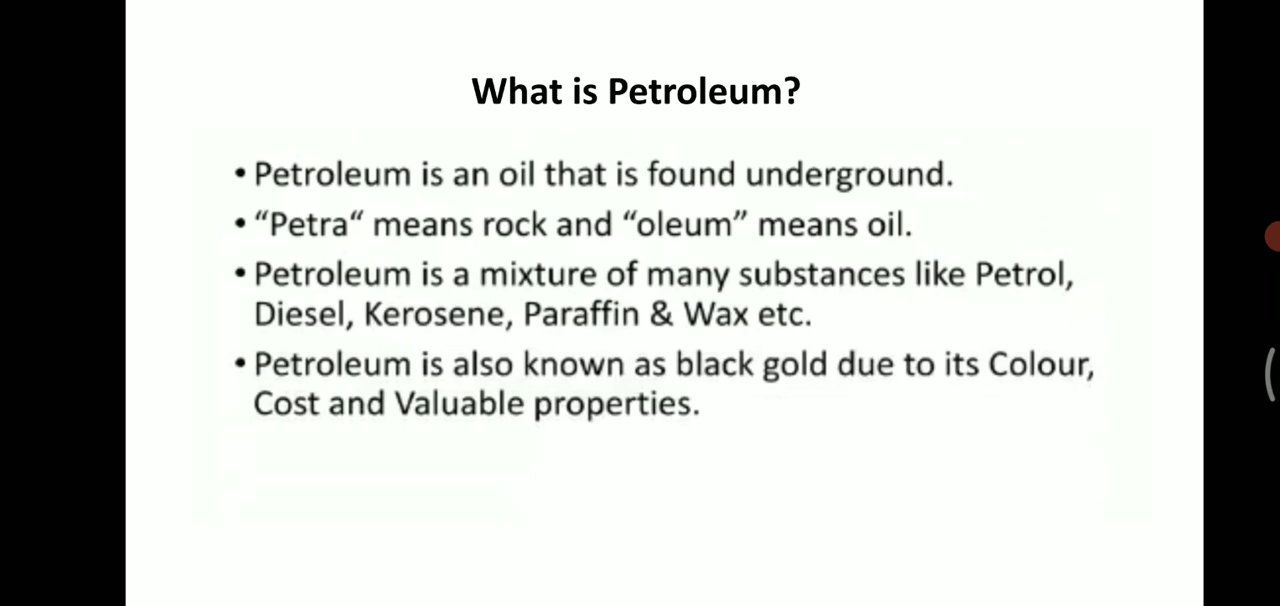 What is Petroleum?
• Petroleum is an oil that is found underground.
• “Petra“ means rock and “oleum” means oil.
• Petroleum is a mixture of many substances like Petrol,
Diesel, Kerosene, Paraffin & Wax etc.
• Petroleum is also known as black gold due to its Colour,
Cost and Valuable properties.